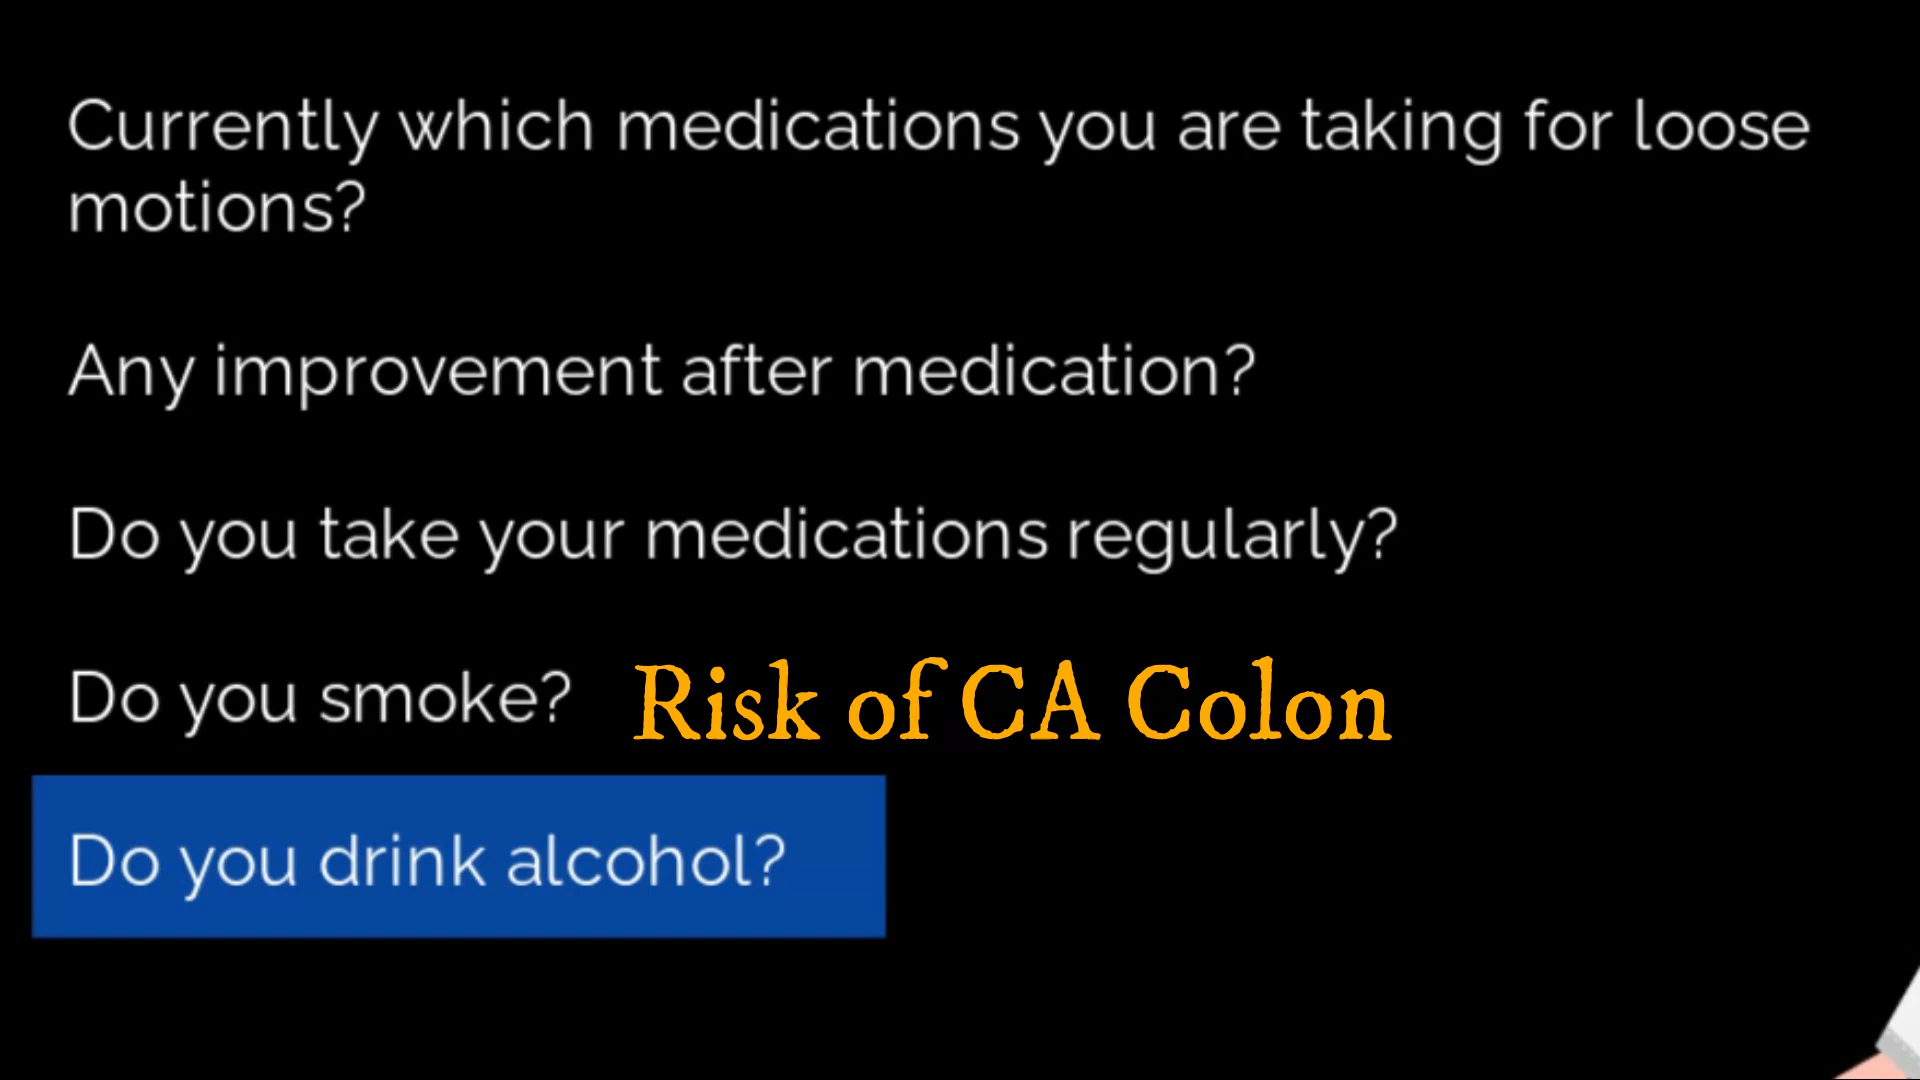 Currently which medications you are taking for loose
motions?
Any improvement after medication?
Do you take your medications regularly?
Do you smoke? Risk of CA Colon
Do you drink alcohol?